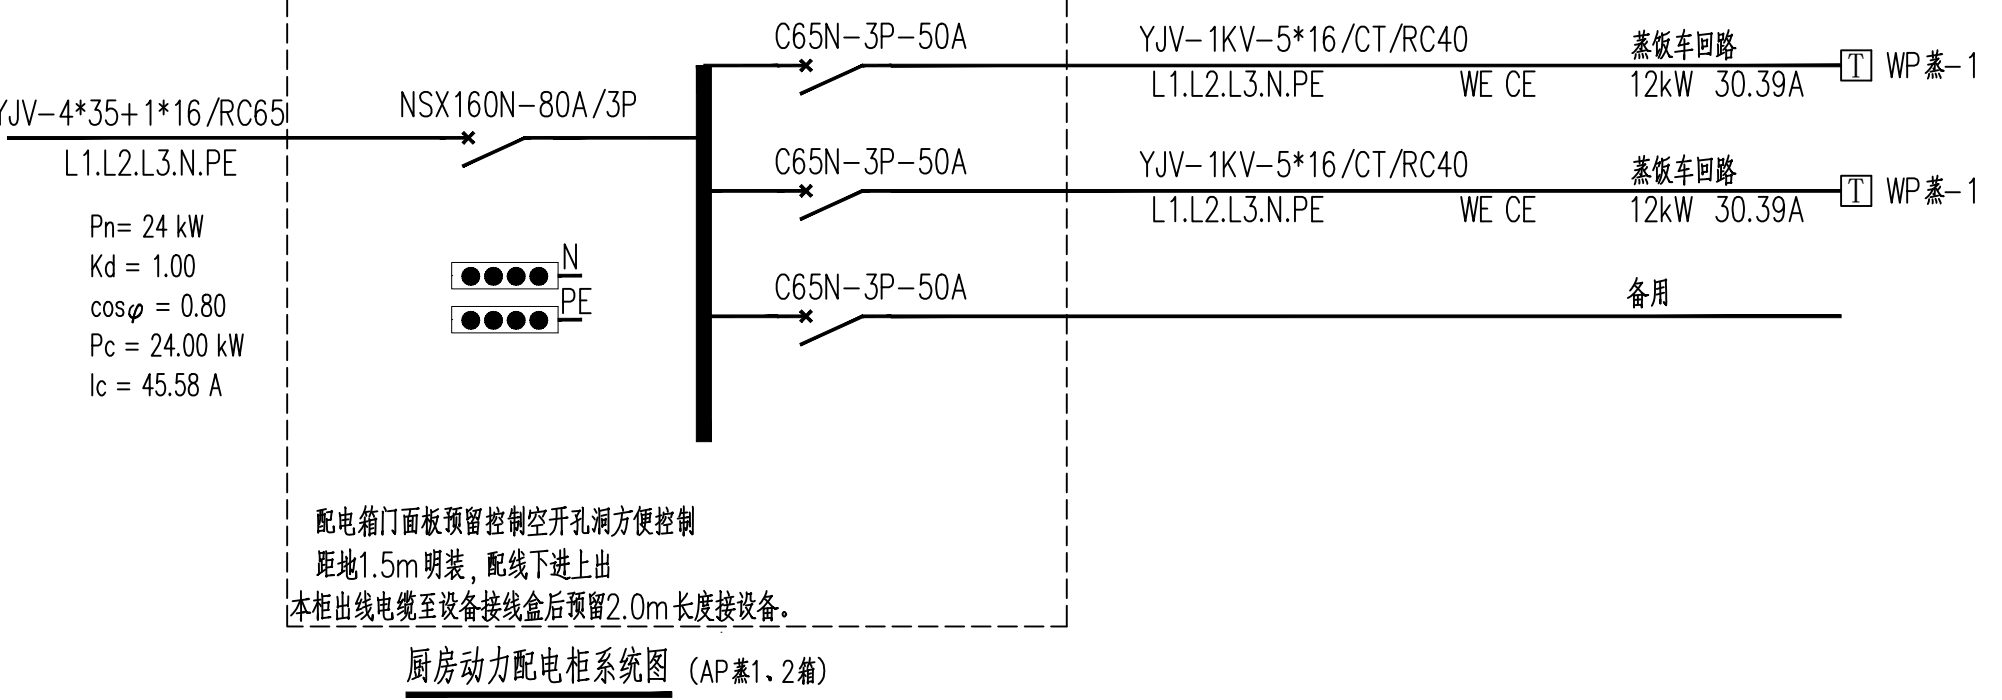 C65N-3P-50A
YJV-1KV-5*16/CT/RC40
蒸饭车回路
L1.L2.L3.N.PE
WE CE
12kW 30.39A
T WP蒸-1
YJV-4*35+1*16/RC65
L1.L2.L3.N.PE
NSX160N-80A/3P
C65N-3P-50A
YJV-1KV-5*16/CT/RC40
蒸饭车回路
L1.L2.L3.N.PE
WE CE
12kW 30.39A
T WP蒸-1
Pn= 24 kW
Kd = 1.00
cosφ = 0.80
Pc = 24.00 kW
Ic = 45.58 A
N
PE
C65N-3P-50A
备用
配电箱门面板预留控制空开孔洞方便控制
距地1.5m明装,配线下进上出
本柜出线电缆至设备接线盒后预留2.0m长度接设备。
厨房动力配电柜系统图 (AP蒸1、2箱)